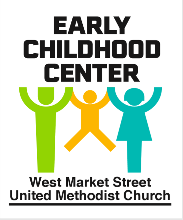 EARLY
CHILDHOOD
CENTER
West Market Street
United Methodist Church